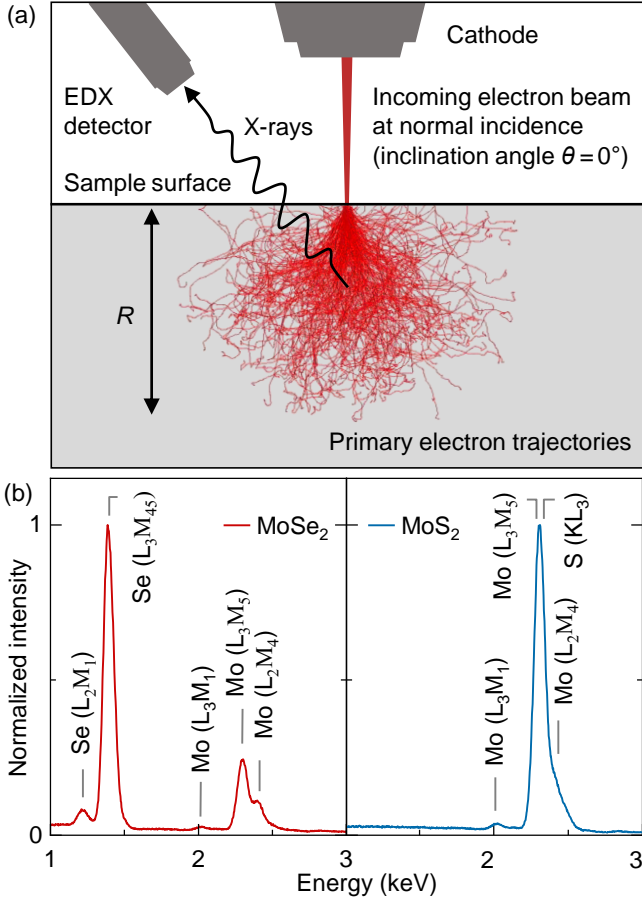 (a)
Cathode
EDX
detector
X-rays
Incoming electron beam
at normal incidence
(inclination angle θ = 0°)
Sample surface
R
Primary electron trajectories
(b)
Normalized intensity
1
0
Se (L₂M₁)
Se (L₃M₄₅)
Mo (L₃M₁)
Mo (L₃M₅)
Mo (L₂M₄)
MoSe₂
1
2
3
Mo (L₃M₁)
Mo (L₃M₅)
S (KL₃)
Mo (L₂M₄)
MoS₂
2
3
Energy (keV)